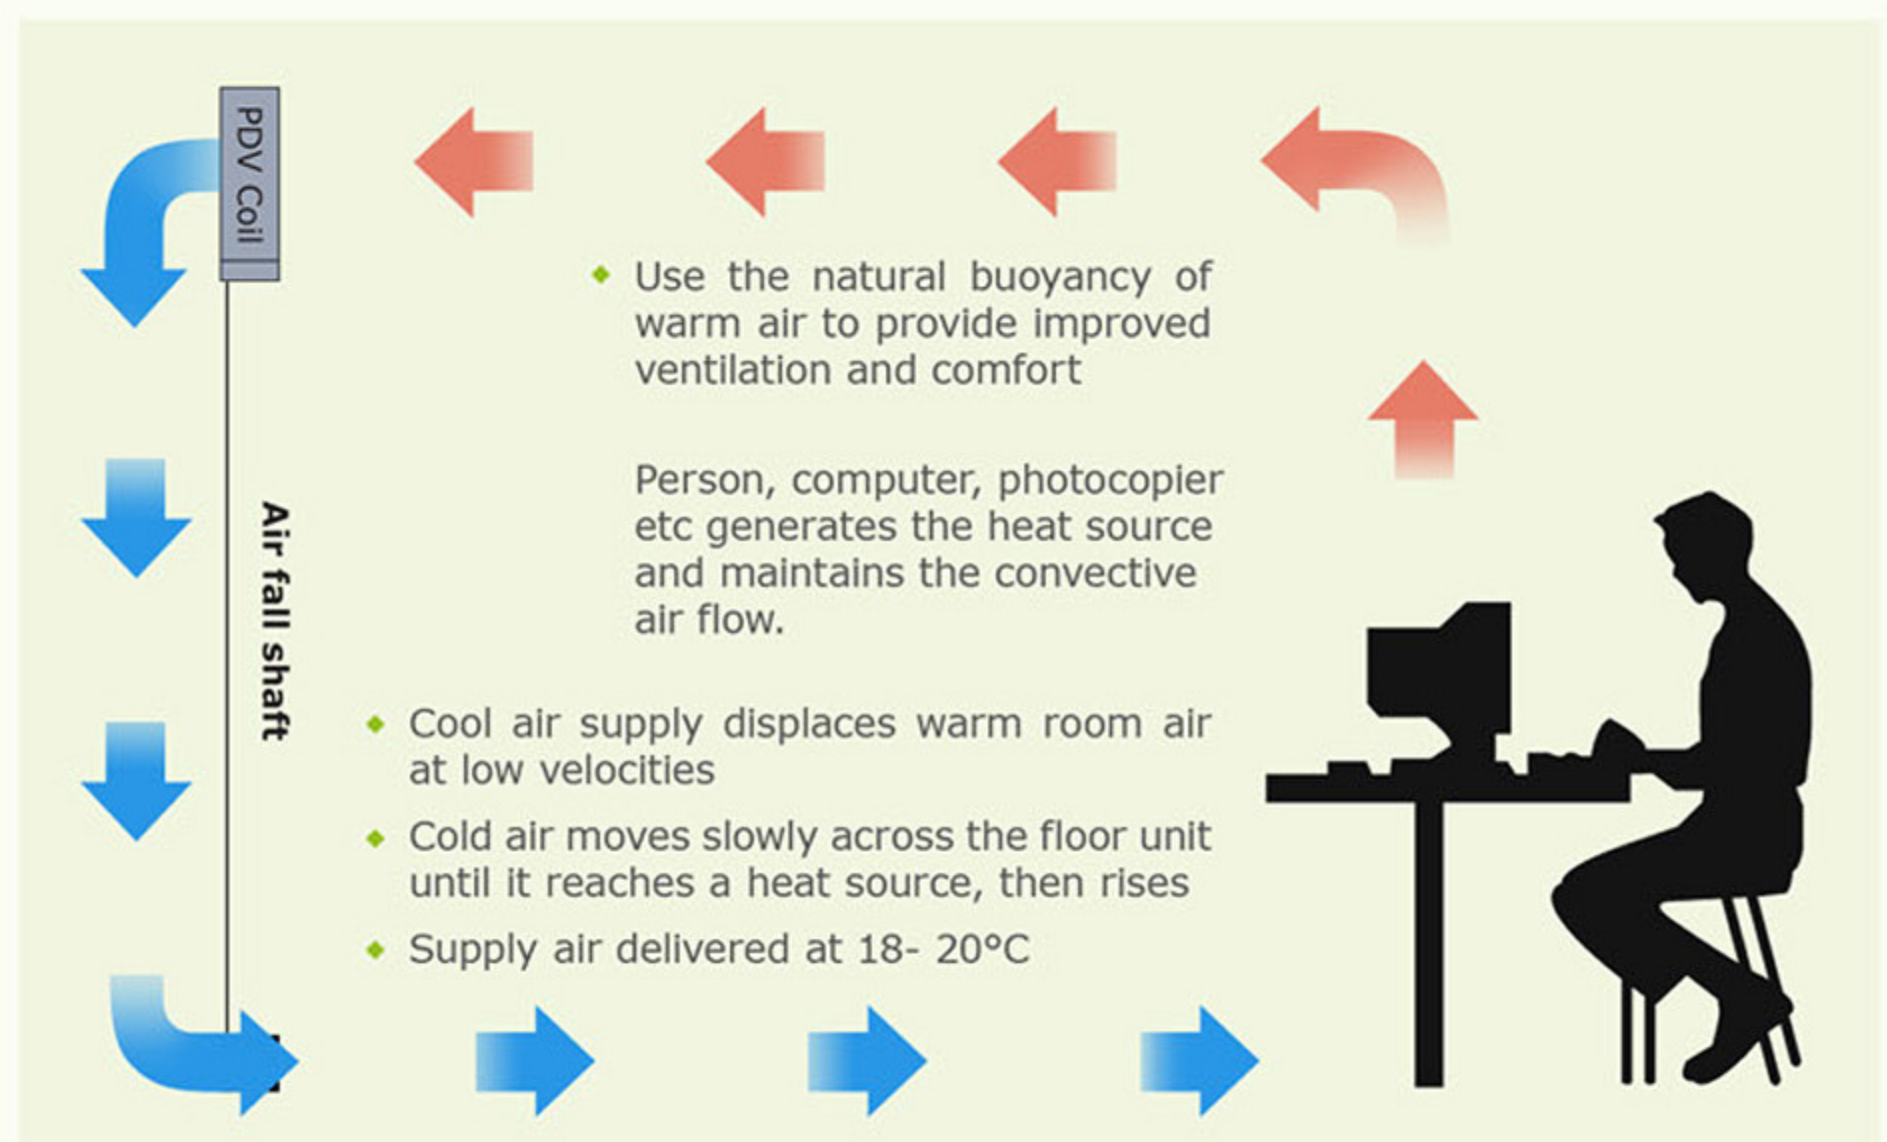 PDV Coil
Use the natural buoyancy of
warm air to provide improved
ventilation and comfort
Person, computer, photocopier
etc generates the heat source
and maintains the convective
air flow.
Air fall shaft
Cool air supply displaces warm room air
at low velocities
Cold air moves slowly across the floor unit
until it reaches a heat source, then rises
Supply air delivered at 18- 20°C